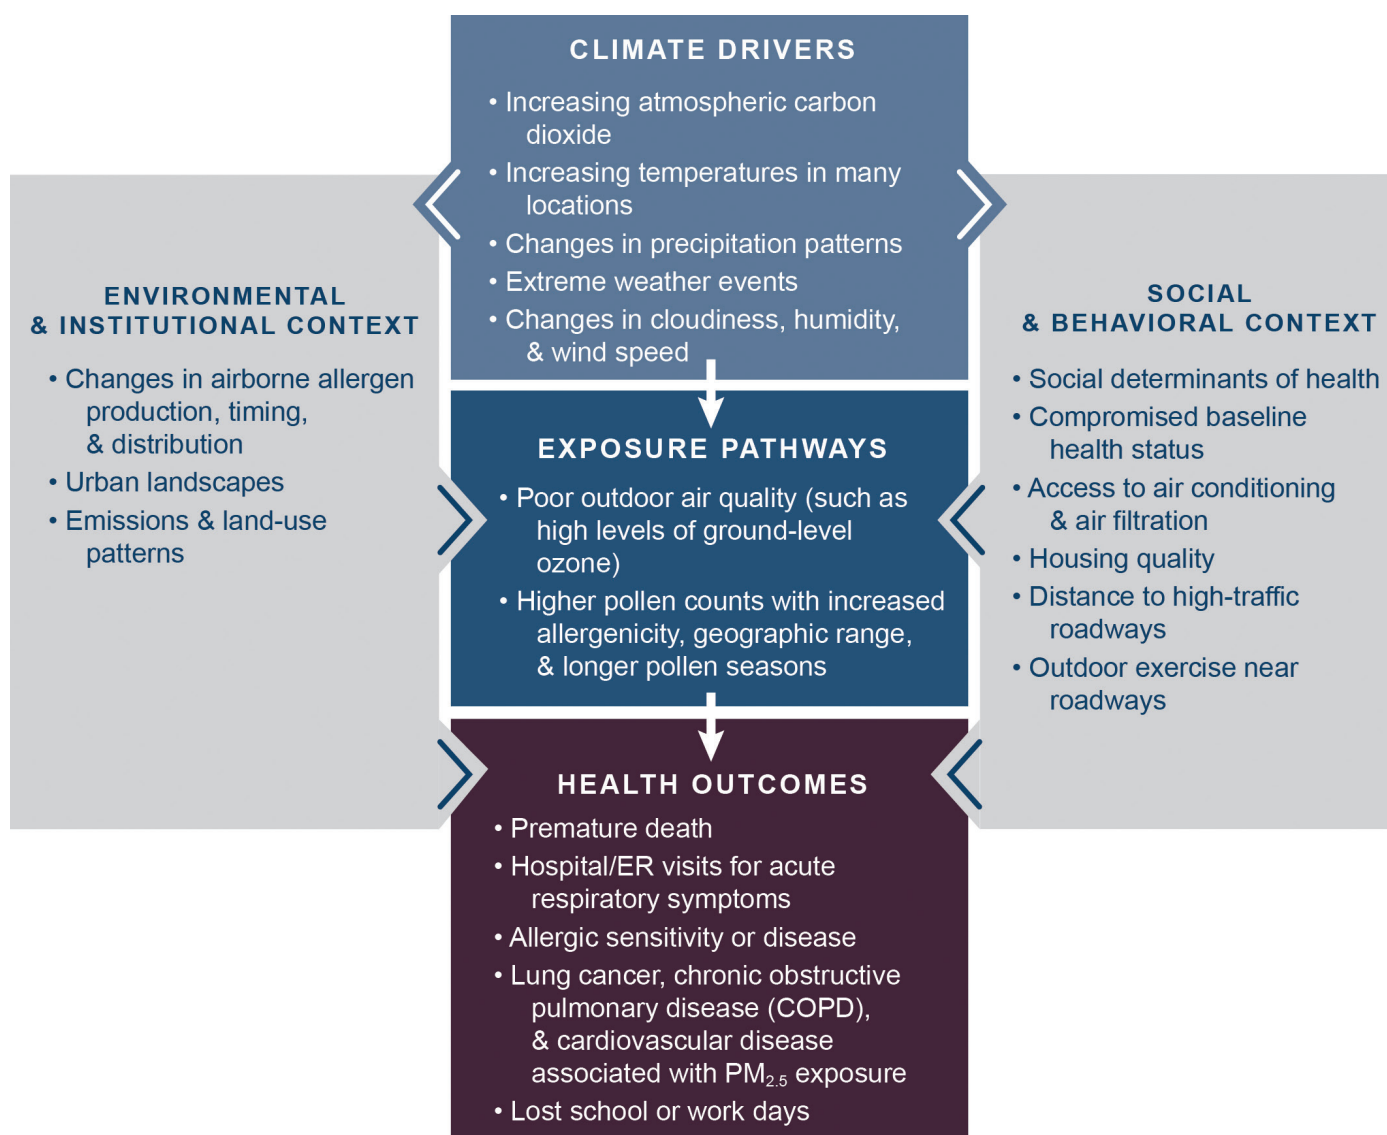 CLIMATE DRIVERS
• Increasing atmospheric carbon
dioxide
• Increasing temperatures in many
locations
• Changes in precipitation patterns
• Extreme weather events
• Changes in cloudiness, humidity,
& wind speed
ENVIRONMENTAL
& INSTITUTIONAL CONTEXT
• Changes in airborne allergen
production, timing,
& distribution
• Urban landscapes
• Emissions & land-use
patterns
EXPOSURE PATHWAYS
• Poor outdoor air quality (such as
high levels of ground-level
ozone)
• Higher pollen counts with increased
allergenicity, geographic range,
& longer pollen seasons
SOCIAL
& BEHAVIORAL CONTEXT
• Social determinants of health
• Compromised baseline
health status
• Access to air conditioning
& air filtration
• Housing quality
• Distance to high-traffic
roadways
• Outdoor exercise near
roadways
HEALTH OUTCOMES
• Premature death
• Hospital/ER visits for acute
respiratory symptoms
• Allergic sensitivity or disease
• Lung cancer, chronic obstructive
pulmonary disease (COPD),
& cardiovascular disease
associated with PM2.5 exposure
• Lost school or work days